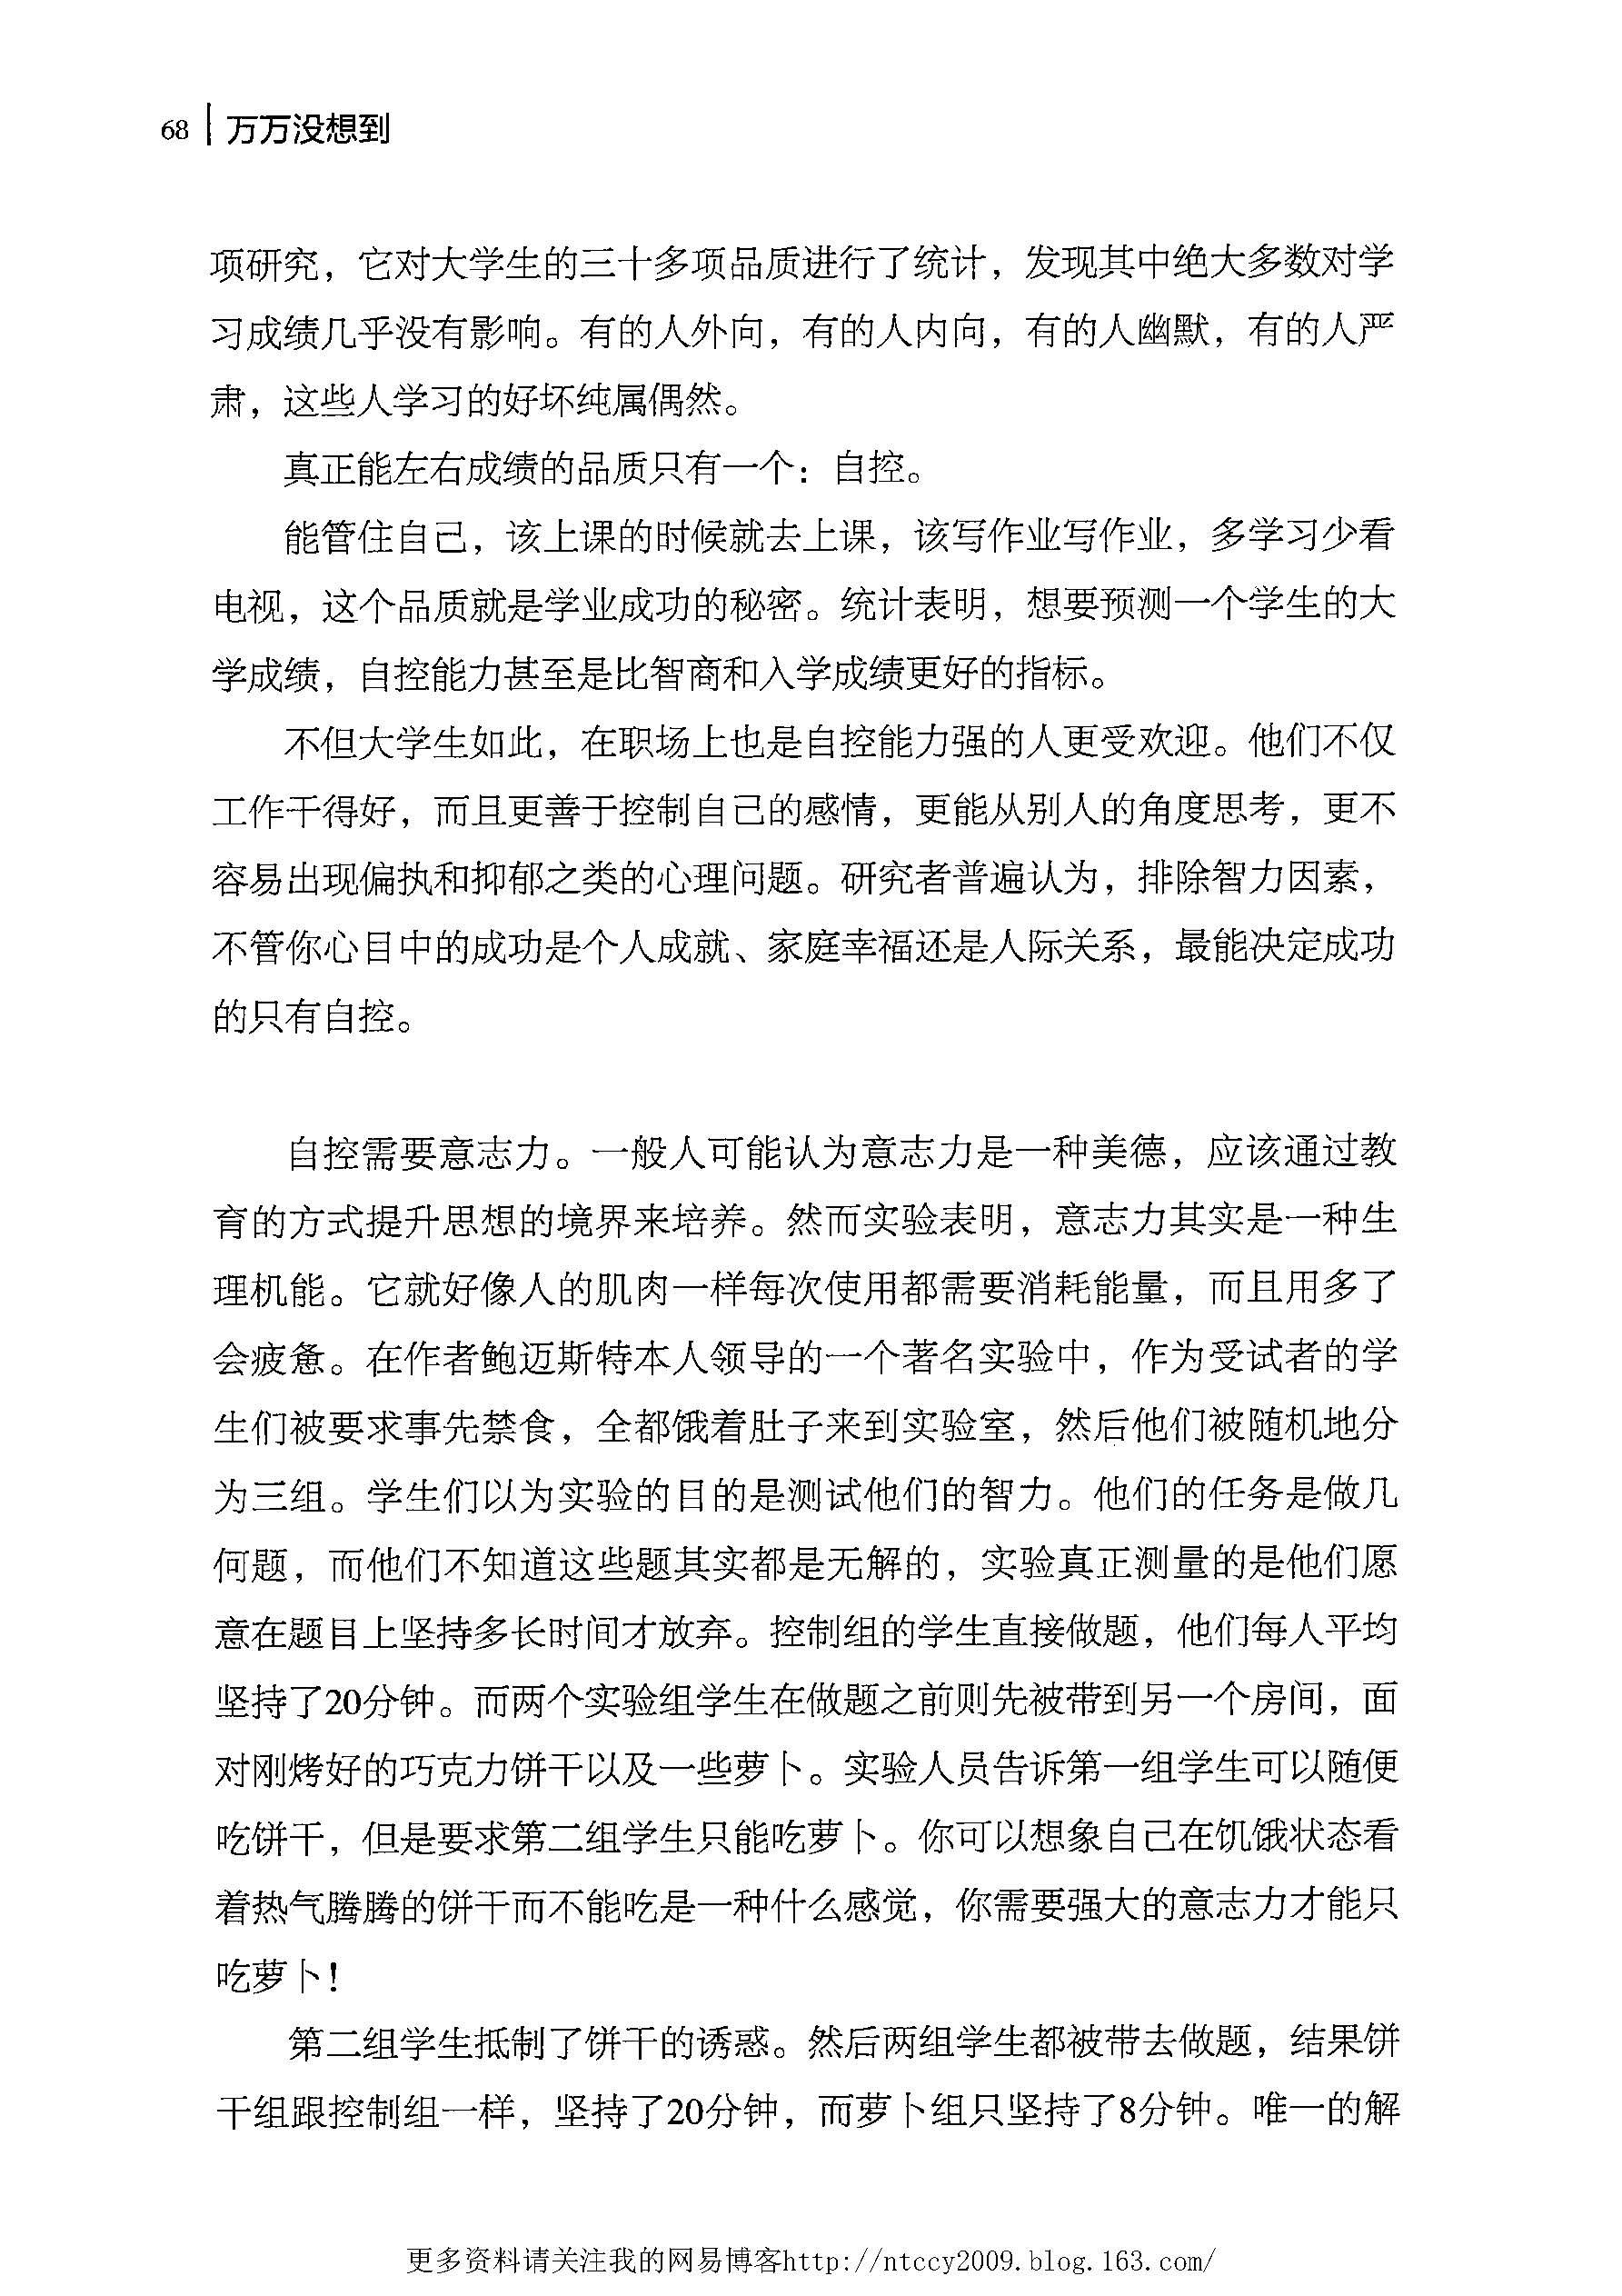 68 万万没想到
项研究，它对大学生的三十多项品质进行了统计，发现其中绝大多数对学
习成绩几乎没有影响。有的人外向，有的人内向，有的人幽默，有的人严
肃，这些人学习的好坏纯属偶然。
真正能左右成绩的品质只有一个：自控。
能管住自己，该上课的时候就去上课，该写作业写作业，多学习少看
电视，这个品质就是学业成功的秘密。统计表明，想要预测一个学生的大
学成绩，自控能力甚至是比智商和入学成绩更好的指标。
不但大学生如此，在职场上也是自控能力强的人更受欢迎。他们不仅
工作干得好，而且更善于控制自己的感情，更能从别人的角度思考，更不
容易出现偏执和抑郁之类的心理问题。研究者普遍认为，排除智力因素，
不管你心目中的成功是个人成就、家庭幸福还是人际关系，最能决定成功
的只有自控。
自控需要意志力。一般人可能认为意志力是一种美德，应该通过教
育的方式提升思想的境界来培养。然而实验表明，意志力其实是一种生
理机能。它就好像人的肌肉一样每次使用都需要消耗能量，而且用多了
会疲惫。在作者鲍迈斯特本人领导的一个著名实验中，作为受试者的学
生们被要求事先禁食，全都饿着肚子来到实验室，然后他们被随机地分
为三组。学生们以为实验的目的是测试他们的智力。他们的任务是做几
何题，而他们不知道这些题其实都是无解的，实验真正测量的是他们愿
意在题目上坚持多长时间才放弃。控制组的学生直接做题，他们每人平均
坚持了20分钟。而两个实验组学生在做题之前则先被带到另一个房间，面
对刚烤好的巧克力饼干以及一些萝卜。实验人员告诉第一组学生可以随便
吃饼干，但是要求第二组学生只能吃萝卜。你可以想象自己在饥饿状态看
着热气腾腾的饼干而不能吃是一种什么感觉，你需要强大的意志力才能只
吃萝卜！
第二组学生抵制了饼干的诱惑。然后两组学生都被带去做题，结果饼
干组跟控制组一样，坚持了20分钟，而萝卜组只坚持了8分钟。唯一的解
更多资料请关注我的网易博客http://ntccy2009.blog.163.com/